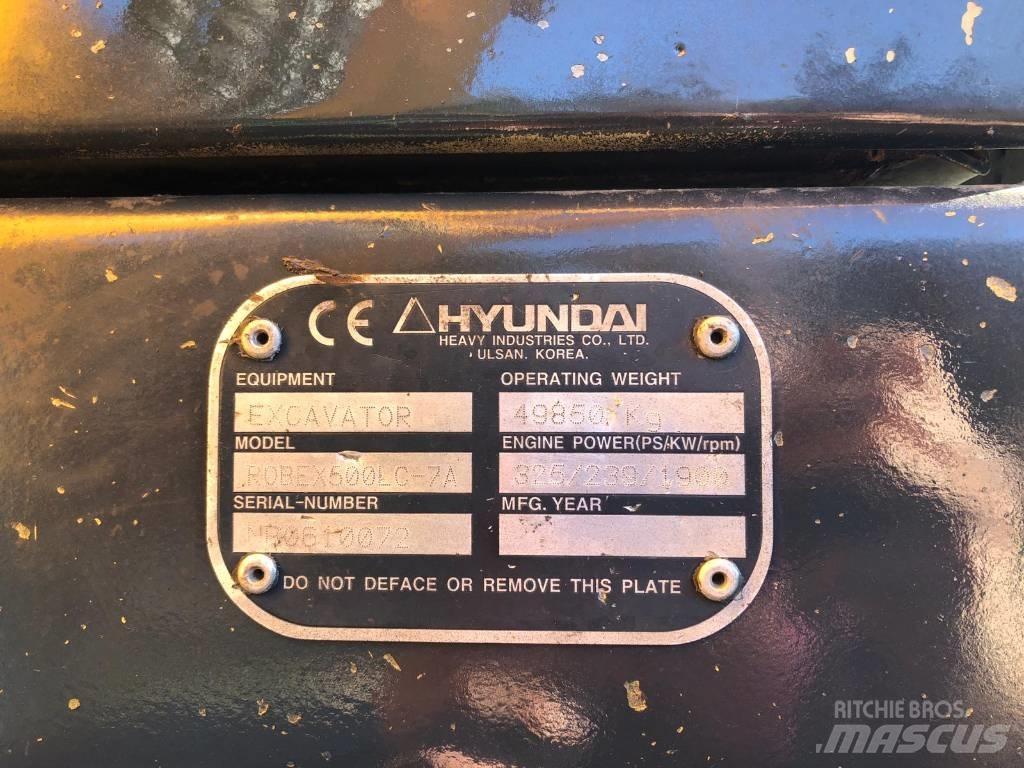 CE HYUNDAI
HEAVY INDUSTRIES CO., LTD.
ULSAN. KOREA.
EQUIPMENT OPERATING WEIGHT
EXCAVATOR 49850 Kg
MODEL ENGINE POWER(PS/KW/rpm)
ROBEX500LC-7A 325/239/1900
SERIAL-NUMBER MFG. YEAR
NB0610072
DO NOT DEFACE OR REMOVE THIS PLATE
RITCHIE BROS.
MASCUS